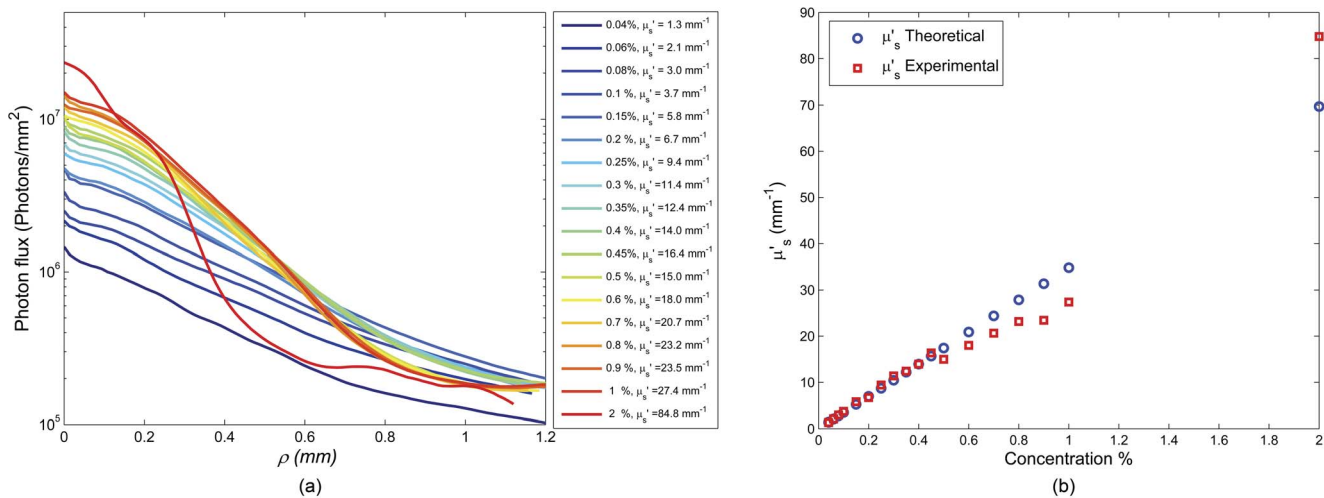 Photon flux (Photons/mm²)
10⁷
10⁶
10⁵
0 0.2 0.4 0.6 0.8 1 1.2
ρ (mm)
(a)
0.04%, μs' = 1.3 mm-1
0.06%, μs' = 2.1 mm-1
0.08%, μs' = 3.0 mm-1
0.1 %, μs' = 3.7 mm-1
0.15%, μs' = 5.8 mm-1
0.2 %, μs' = 6.7 mm-1
0.25%, μs' = 9.4 mm-1
0.3 %, μs' =11.4 mm-1
0.35%, μs' =12.4 mm-1
0.4 %, μs' =14.0 mm-1
0.45%, μs' =16.4 mm-1
0.5 %, μs' =15.0 mm-1
0.6 %, μs' =18.0 mm-1
0.7 %, μs' =20.7 mm-1
0.8 %, μs' =23.2 mm-1
0.9 %, μs' =23.5 mm-1
1 %, μs' =27.4 mm-1
2 %, μs' =84.8 mm-1
μ's (mm-1)
90
80
70
60
50
40
30
20
10
0
0 0.2 0.4 0.6 0.8 1 1.2 1.4 1.6 1.8 2
Concentration %
μ's Theoretical
μ's Experimental
(b)